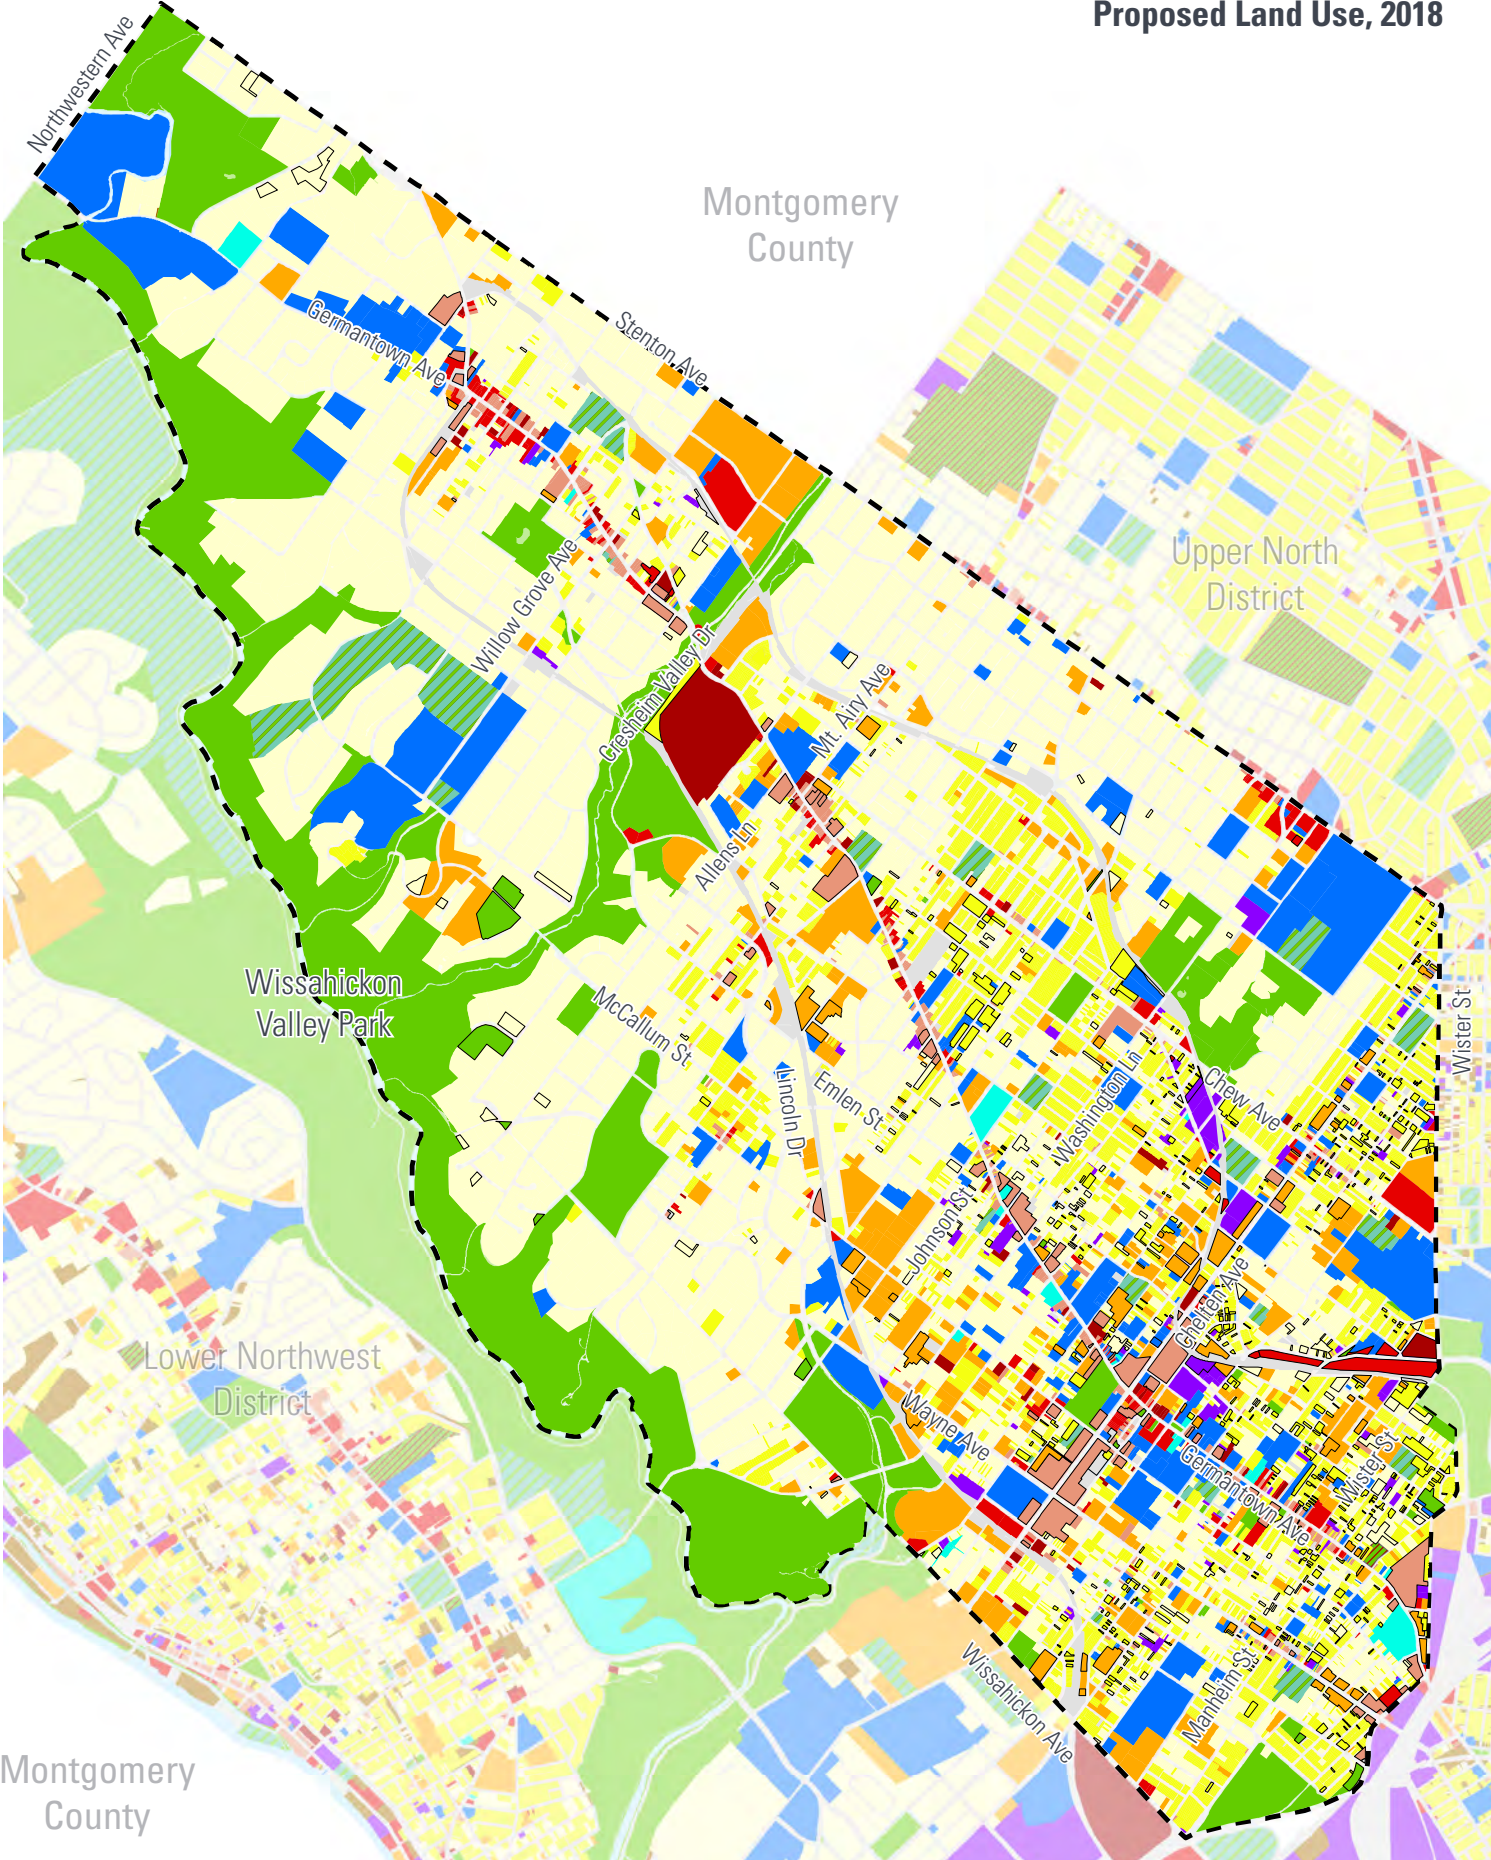 Proposed Land Use, 2018
Northwestern Ave
Montgomery
County
Germantown Ave
Stenton Ave
Upper North
District
Willow Grove Ave
Cresheim Valley Dr
Mt. Airy Ave
Allens Ln
Wissahickon
Valley Park
McCallum St
Lincoln Dr
Emlen St
Washington Ln
Chew Ave
Wister St
Johnson St
Chelten Ave
Lower Northwest
District
Wayne Ave
Germantown Ave
Wister St
Wissahickon Ave
Manheim St
Montgomery
County